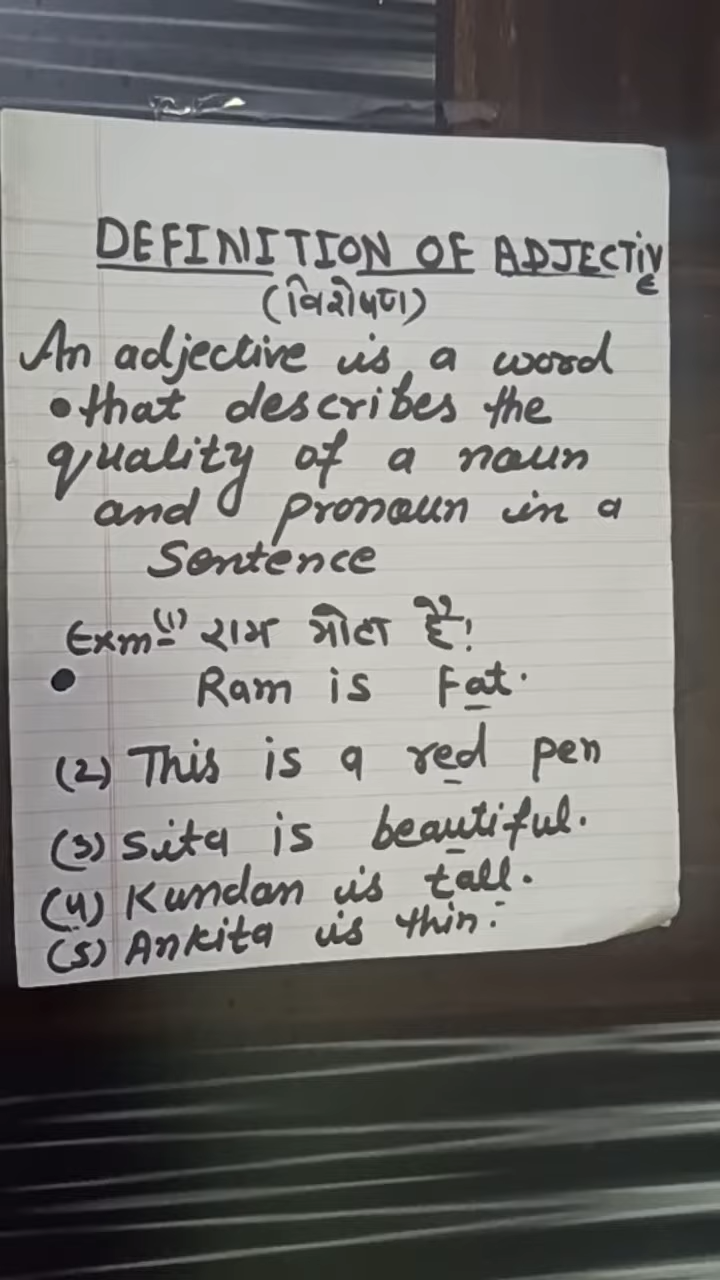 DEFINITION OF ADJECTIVE
(विशेषण)
An adjective is a word
•that describes the
quality of a noun
and pronoun in a
Sentence
Exm (1) राम मोटा है!
• Ram is Fat.
(2) This is a red pen
(3) Sita is beautiful.
(4) Kundan is tall.
(5) Ankita is thin.